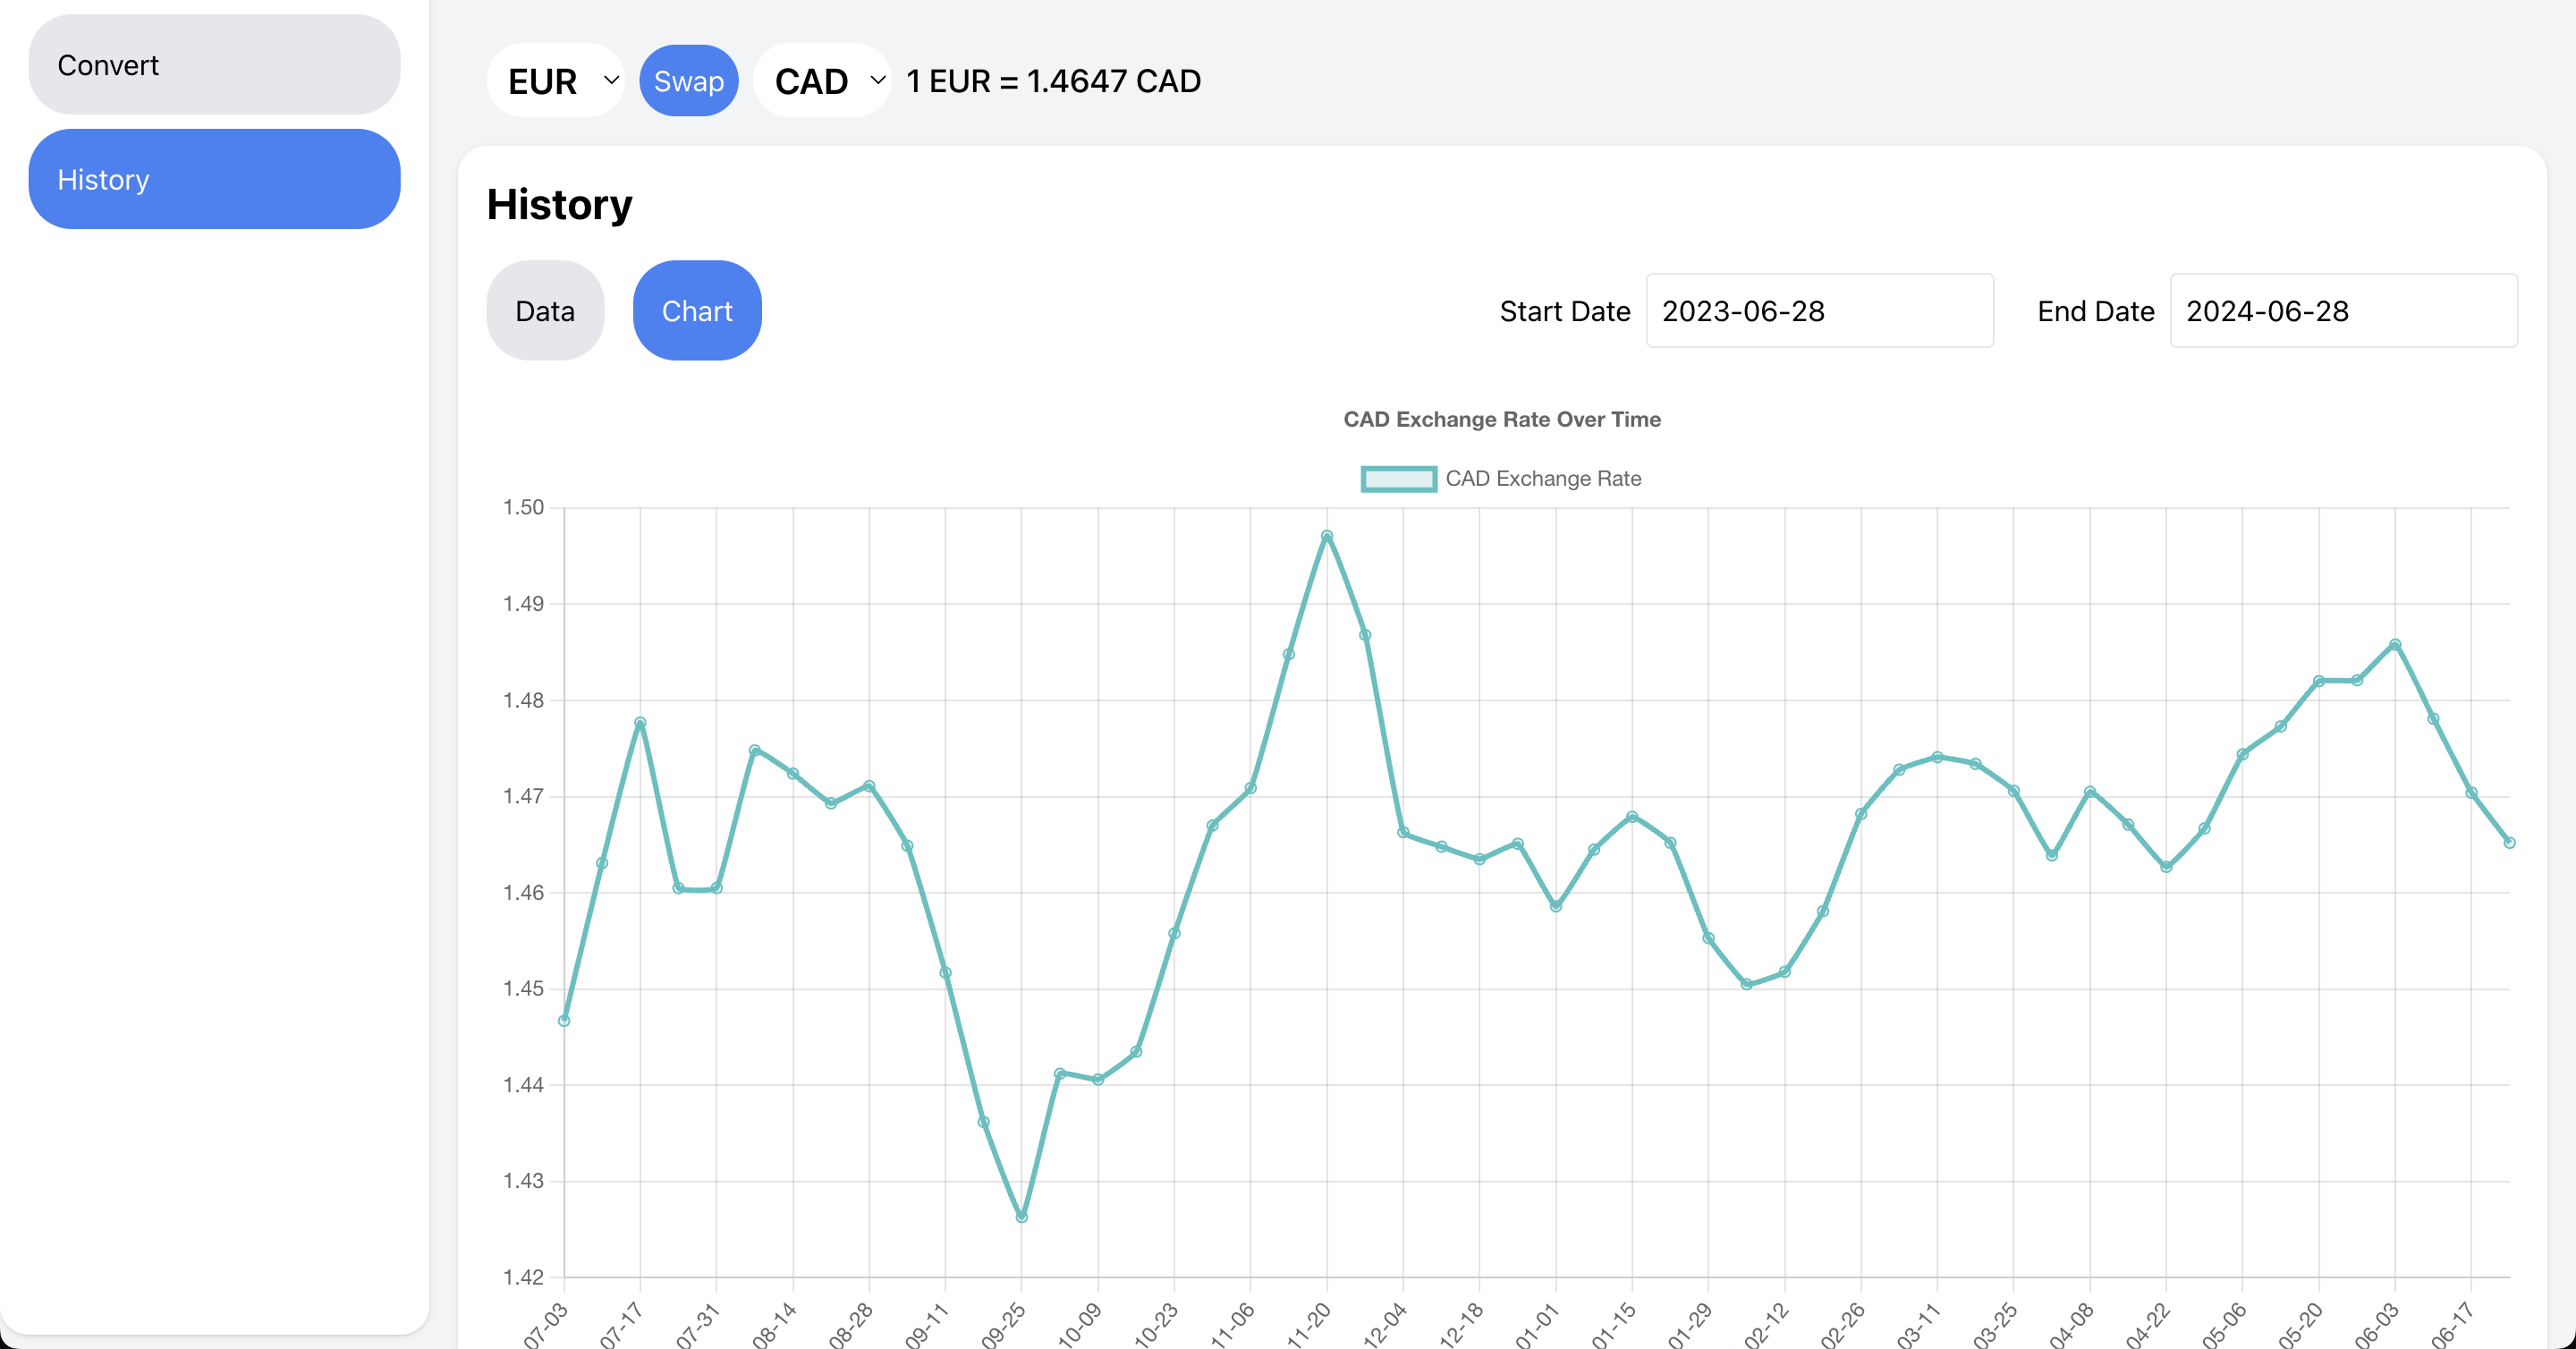 Convert
History
EUR Swap CAD 1 EUR = 1.4647 CAD
History
Data Chart Start Date 2023-06-28 End Date 2024-06-28
CAD Exchange Rate Over Time
CAD Exchange Rate
1.50
1.49
1.48
1.47
1.46
1.45
1.44
1.43
1.42
07-03 07-17 07-31 08-14 08-28 09-11 09-25 10-09 10-23 11-06 11-20 12-04 12-18 01-01 01-15 01-29 02-12 02-26 03-11 03-25 04-08 04-22 05-06 05-20 06-03 06-17